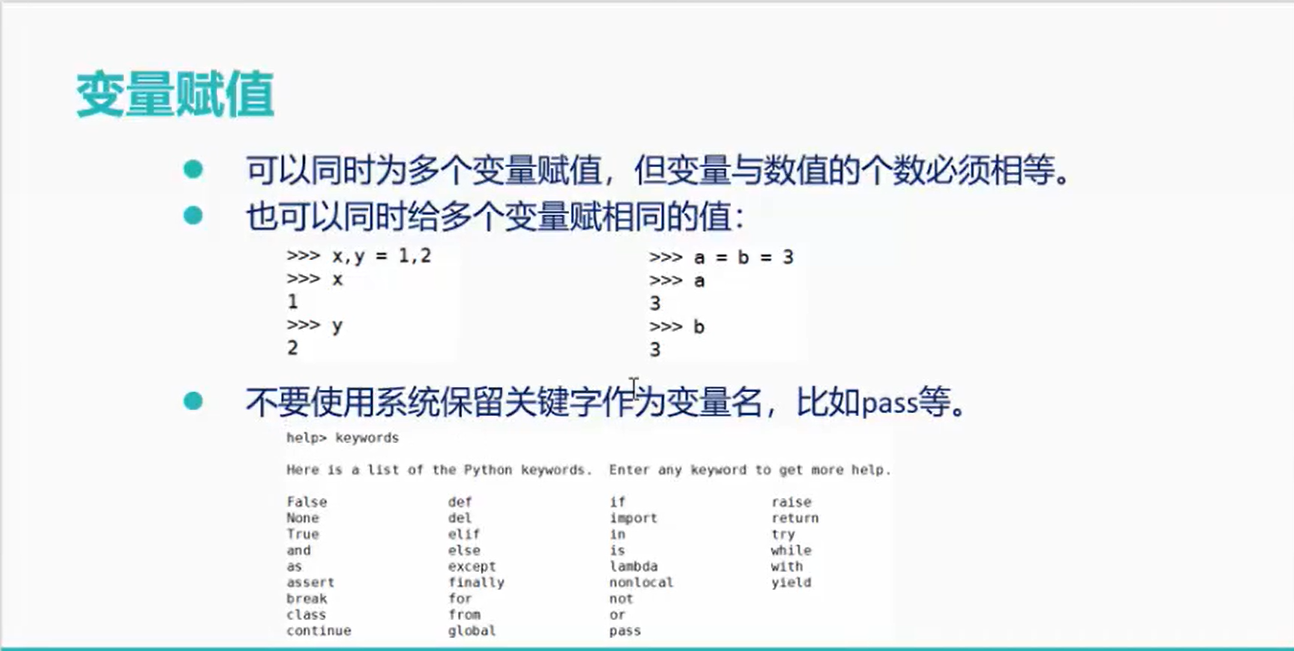 变量赋值
可以同时为多个变量赋值，但变量与数值的个数必须相等。
也可以同时给多个变量赋相同的值：
>>> x,y = 1,2
>>> x
1
>>> y
2
>>> a = b = 3
>>> a
3
>>> b
3
不要使用系统保留关键字作为变量名，比如pass等。
help> keywords
Here is a list of the Python keywords.  Enter any keyword to get more help.
False def if raise
None del import return
True elif in try
and else is while
as except lambda with
assert finally nonlocal yield
break for not
class from or
continue global pass